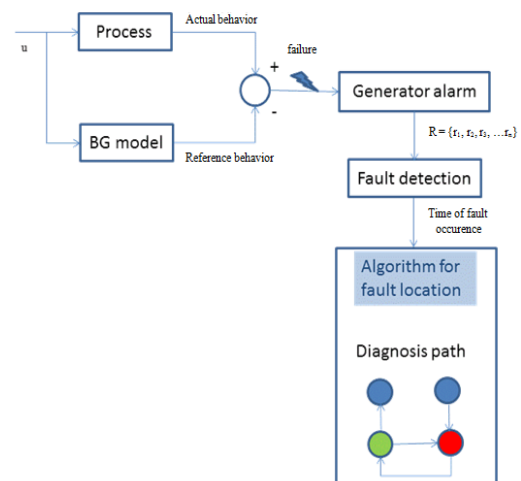 Process
Actual behavior
u
failure
+
-
Generator alarm
BG model
Reference behavior
R= {r₁, r₂, r₃, …rₙ}
Fault detection
Time of fault
occurence
Algorithm for
fault location
Diagnosis path